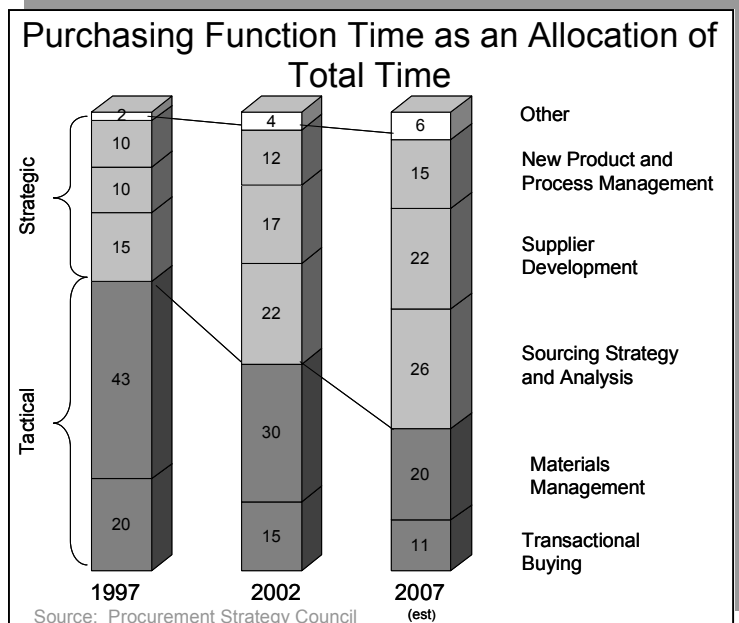 Purchasing Function Time as an Allocation of
Total Time
Strategic
Tactical
2
10
10
15
43
20
1997
4
12
17
22
30
15
2002
6
15
22
26
20
11
2007
(est)
Other
New Product and
Process Management
Supplier
Development
Sourcing Strategy
and Analysis
Materials
Management
Transactional
Buying
Source: Procurement Strategy Council